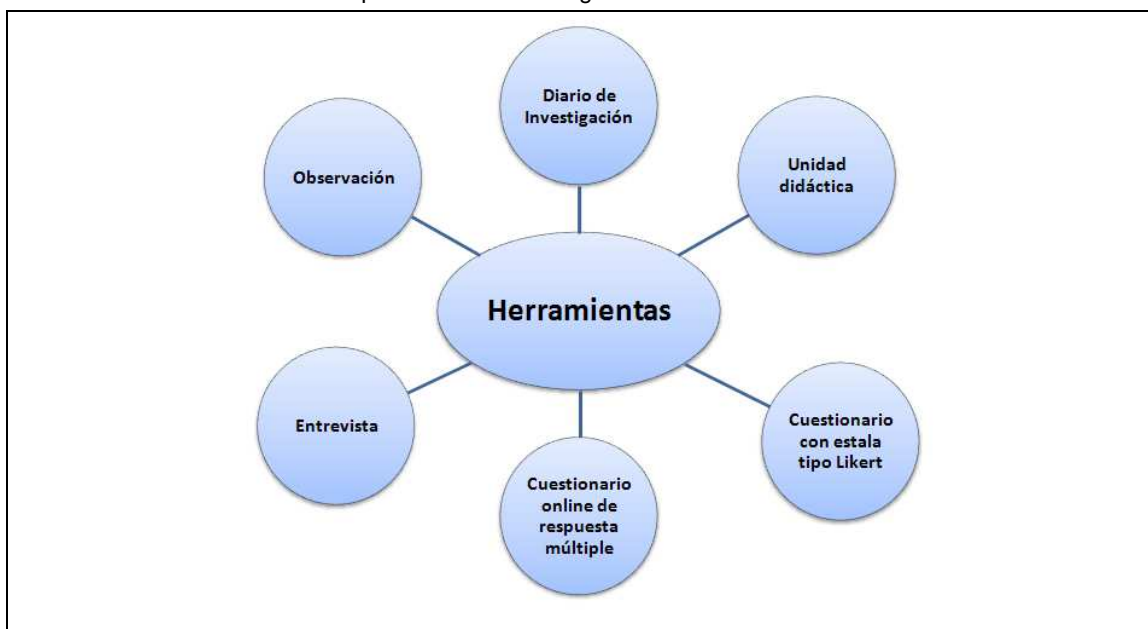 Diario de
Investigación
Observación
Unidad
didáctica
Herramientas
Entrevista
Cuestionario
con estala
tipo Likert
Cuestionario
online de
respuesta
múltiple